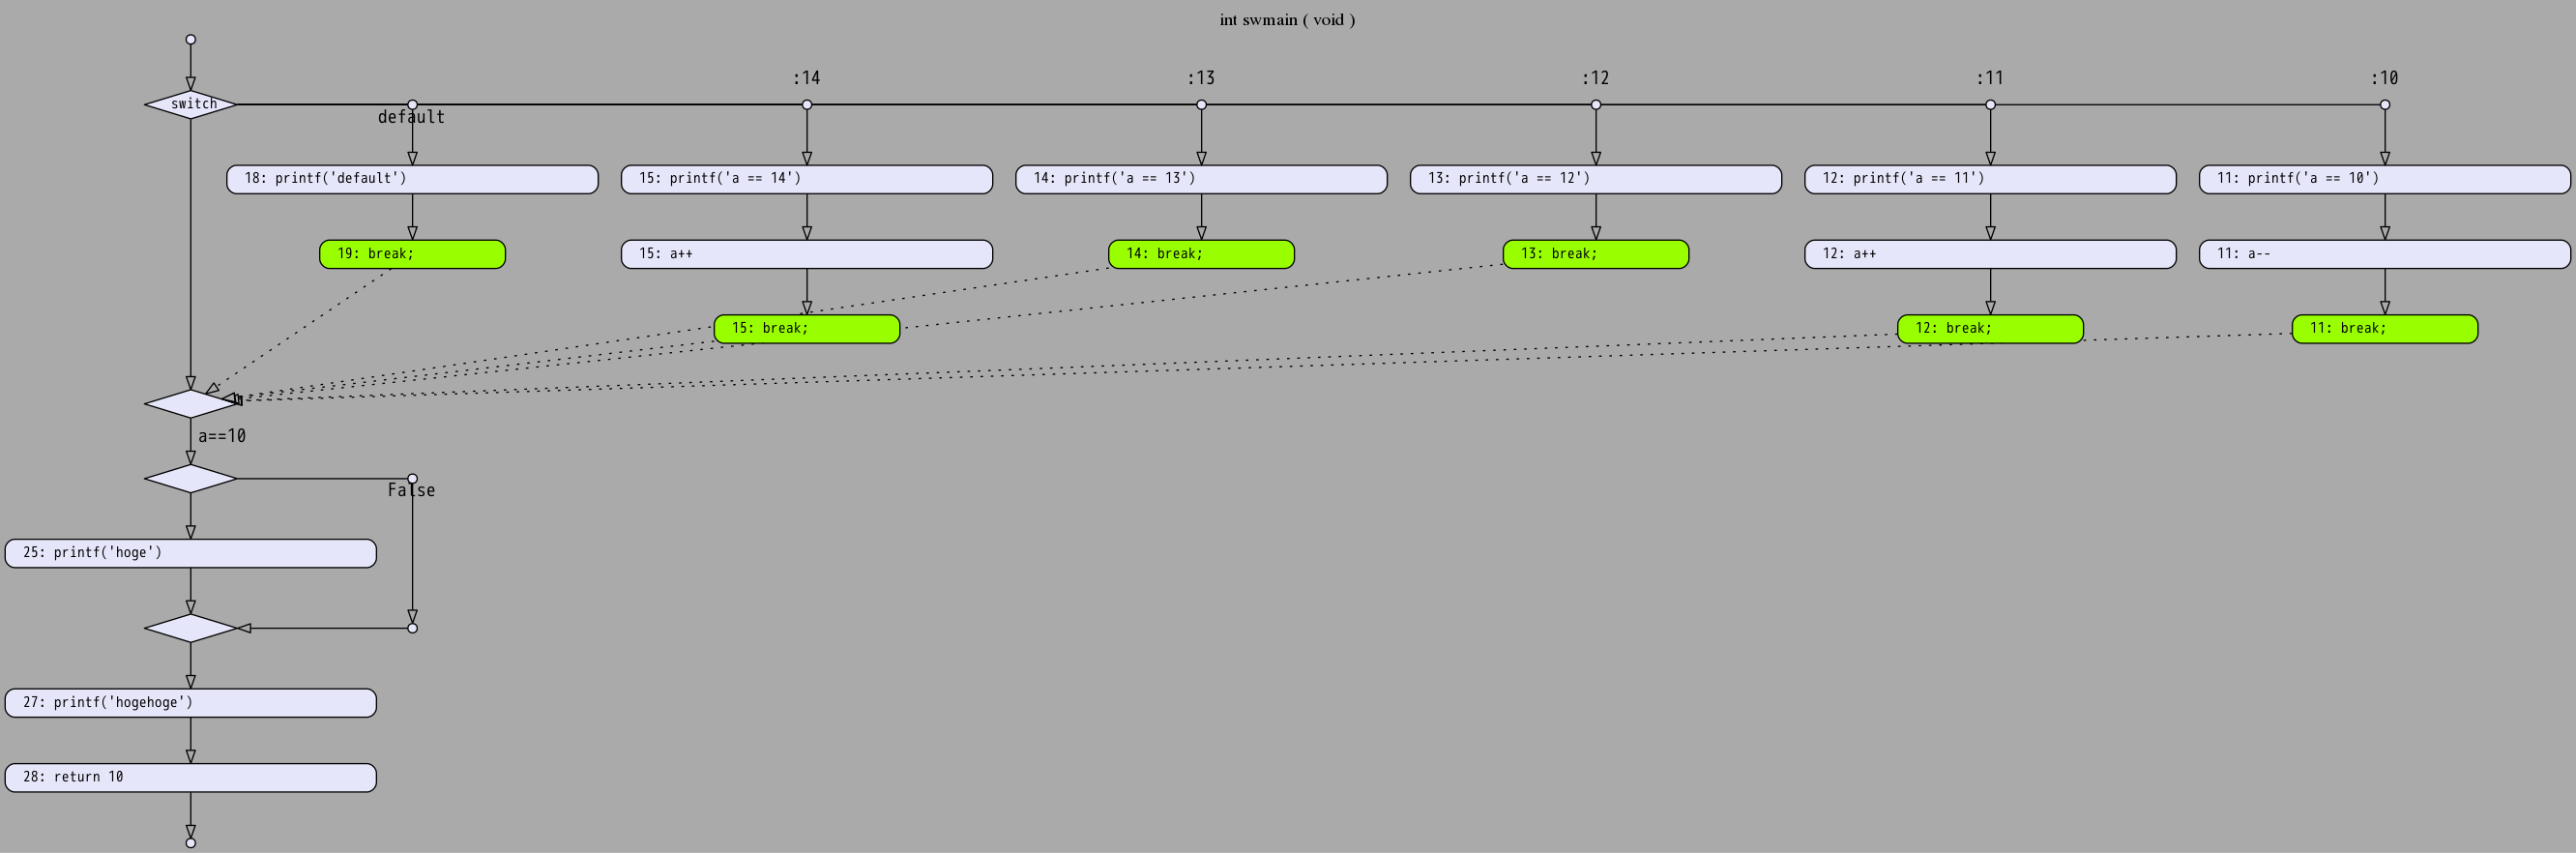 int swmain ( void )
:14 :13 :12 :11 :10
switch
default
18: printf('default') 15: printf('a == 14') 14: printf('a == 13') 13: printf('a == 12') 12: printf('a == 11') 11: printf('a == 10')
19: break; 15: a++ 14: break; 13: break; 12: a++ 11: a--
15: break; 12: break; 11: break;
a==10
False
25: printf('hoge')
27: printf('hogehoge')
28: return 10